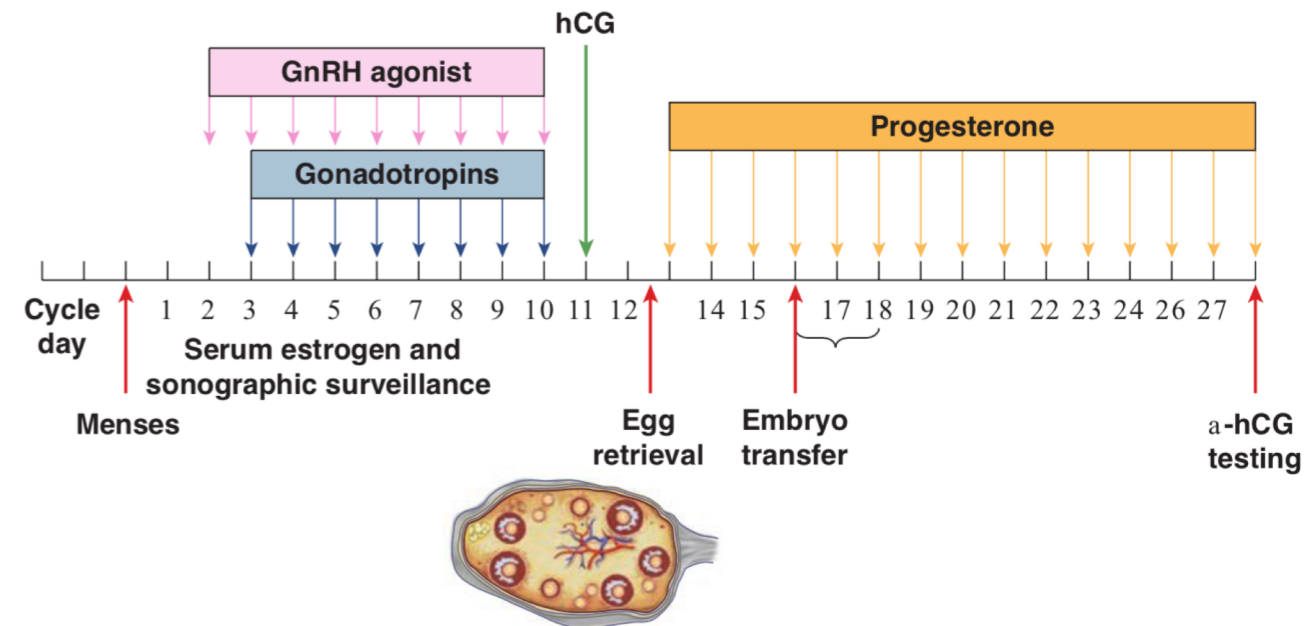 hCG
GnRH agonist
Progesterone
Gonadotropins
Cycle
day
1 2 3 4 5 6 7 8 9 10 11 12 14 15 17 18 19 20 21 22 23 24 26 27
Serum estrogen and
sonographic surveillance
Menses
Egg
retrieval
Embryo
transfer
a-hCG
testing